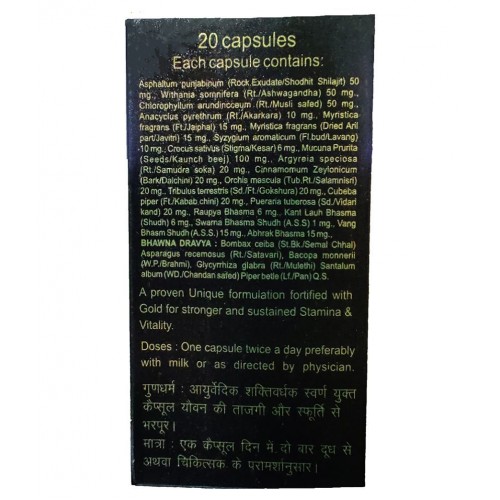 20 capsules
Each capsule contains:
Asphaltum punjabinum (Rock Exudate/Shodhit Shilajit) 50
mg., Withania somnifera (Rt./Ashwagandha) 50 mg.,
Chlorophyllum arundinceum (Rt./Musli safed) 50 mg.,
Anacyclus pyrethrum (Rt./Akarkara) 10 mg., Myristica
fragrans (Ft./Jaiphal) 15 mg., Myristica fragrans (Dried Aril
part/Javitri) 15 mg., Syzygium aromaticum (Fl.bud/Lavang)
10 mg., Crocus sativus (Stigma/Kesar) 6 mg., Mucuna Prurita
(Seeds/Kaunch beej) 100 mg., Argyreia speciosa
(Rt./Samudra soka) 20 mg., Cinnamomum Zeylonicum
(Bark/Dalchini) 20 mg., Orchis mascula (Tub.Rt./Salammisri)
20 mg., Tribulus terrestris (Sd./Ft./Gokshura) 20 mg., Cubeba
piper (Ft./Kabab chini) 20 mg., Pueraria tuberosa (Sd./Vidari
kand) 20 mg., Raupya Bhasma 6 mg., Kant Lauh Bhasma
(Shudh) 6 mg., Swarna Bhasma Shudh (A.S.S) 1 mg., Vang
Bhasm Shudh (A.S.S) 15 mg., Abhrak Bhasma 15 mg.,
BHAWNA DRAVYA : Bombax ceiba (St.Bk./Semal Chhal)
Asparagus recemosus (Rt./Satavari), Bacopa monnerii
(W.P./Brahmi), Glycyrrhiza glabra (Rt./Mulethi) Santalum
album (WD./Chandan safed) Piper betle (Lf./Pan) Q.S.
A proven Unique formulation fortified with
Gold for stronger and sustained Stamina &
Vitality.
Doses : One capsule twice a day preferably
with milk or as directed by physician.
गुणधर्म : आयुर्वेदिक शक्तिवर्धक स्वर्ण युक्त
कैप्सूल यौवन की ताजगी और स्फूर्ति से
भरपूर।
मात्रा : एक कैप्सूल दिन में दो बार दूध से
अथवा चिकित्सक के परामर्शानुसार।